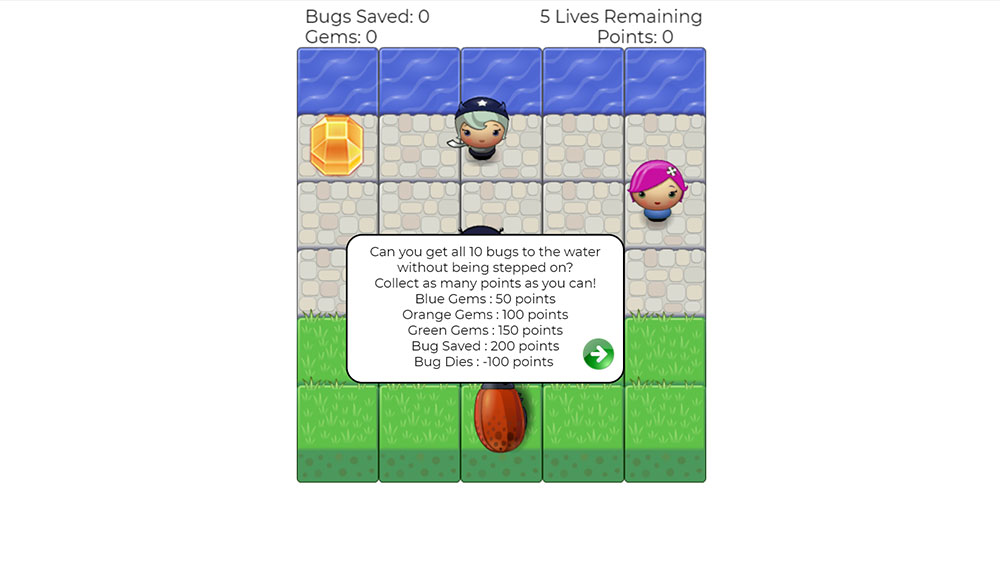 Bugs Saved: 0
5 Lives Remaining
Gems: 0
Points: 0
Can you get all 10 bugs to the water
without being stepped on?
Collect as many points as you can!
Blue Gems : 50 points
Orange Gems : 100 points
Green Gems : 150 points
Bug Saved : 200 points
Bug Dies : -100 points